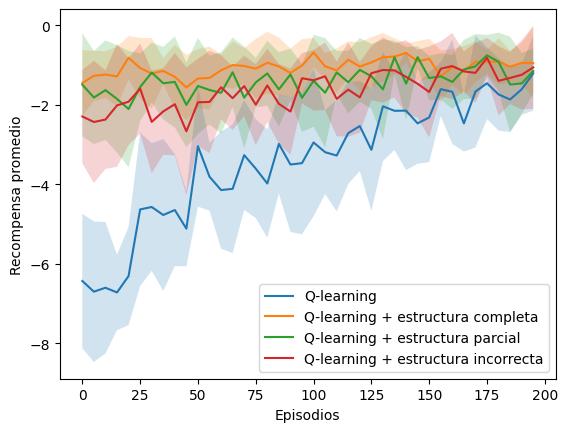 0
−2
−4
−6
−8
Recompensa promedio
Q-learning
Q-learning + estructura completa
Q-learning + estructura parcial
Q-learning + estructura incorrecta
0 25 50 75 100 125 150 175 200
Episodios